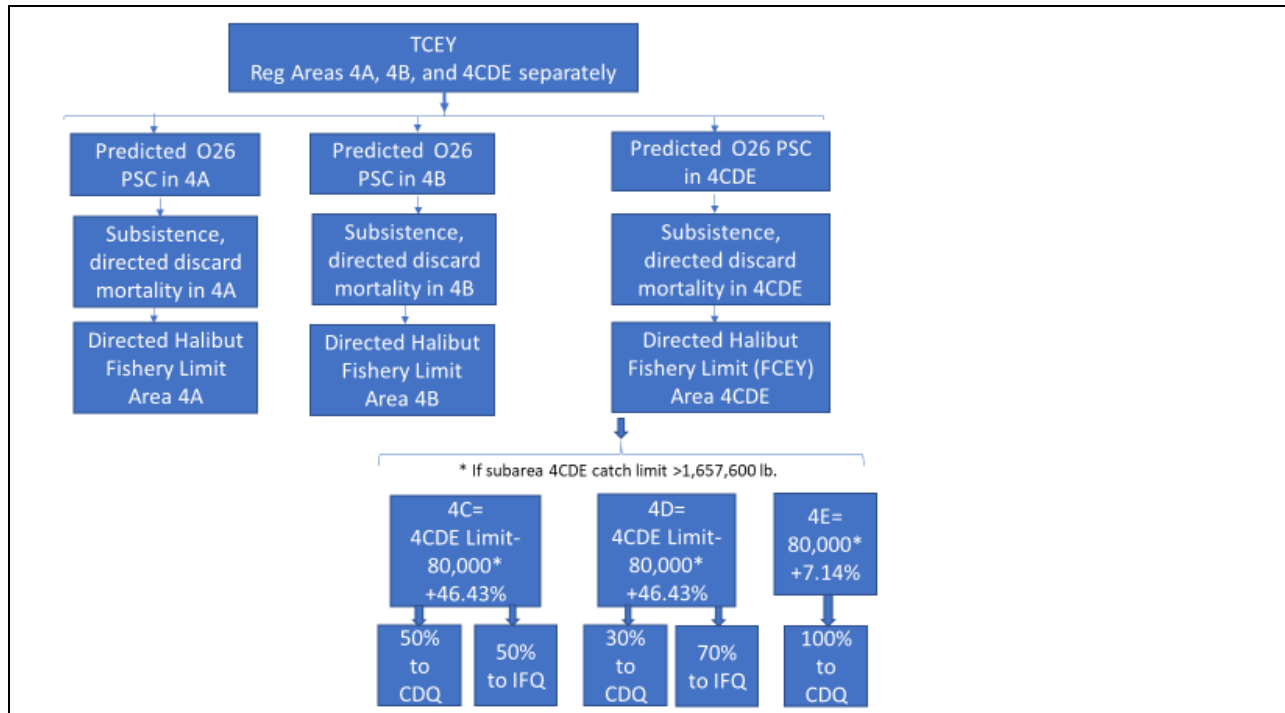 TCEY
Reg Areas 4A, 4B, and 4CDE separately
Predicted O26
PSC in 4A
Predicted O26
PSC in 4B
Predicted O26 PSC
in 4CDE
Subsistence,
directed discard
mortality in 4A
Subsistence,
directed discard
mortality in 4B
Subsistence,
directed discard
mortality in 4CDE
Directed Halibut
Fishery Limit
Area 4A
Directed Halibut
Fishery Limit
Area 4B
Directed Halibut
Fishery Limit (FCEY)
Area 4CDE
* If subarea 4CDE catch limit >1,657,600 lb.
4C=
4CDE Limit-
80,000*
+46.43%
4D=
4CDE Limit-
80,000*
+46.43%
4E=
80,000*
+7.14%
50%
to
CDQ
50%
to IFQ
30%
to
CDQ
70%
to IFQ
100%
to
CDQ